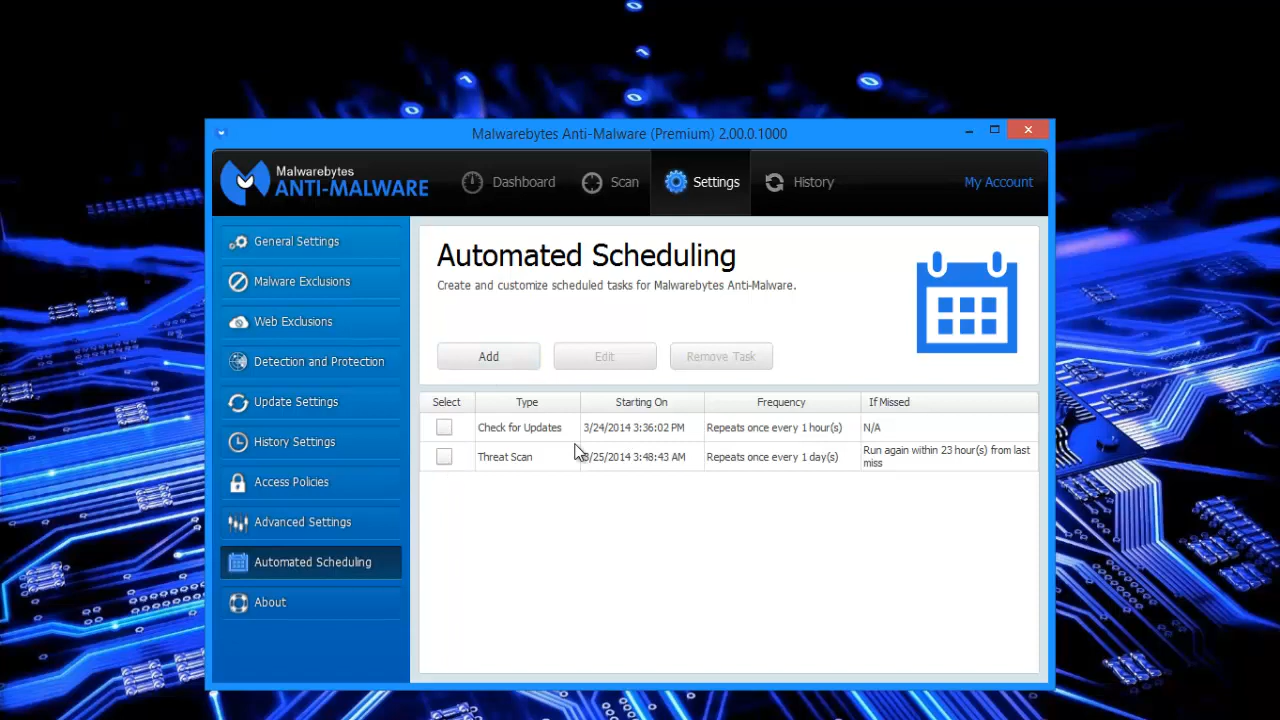 Malwarebytes Anti-Malware (Premium) 2.00.0.1000
Malwarebytes
ANTI-MALWARE
Dashboard
Scan
Settings
History
My Account
General Settings
Malware Exclusions
Web Exclusions
Detection and Protection
Update Settings
History Settings
Access Policies
Advanced Settings
Automated Scheduling
About
Automated Scheduling
Create and customize scheduled tasks for Malwarebytes Anti-Malware.
Add
Edit
Remove Task
Select Type Starting On Frequency If Missed
Check for Updates 3/24/2014 3:36:02 PM Repeats once every 1 hour(s) N/A
Threat Scan /25/2014 3:48:43 AM Repeats once every 1 day(s) Run again within 23 hour(s) from last
miss